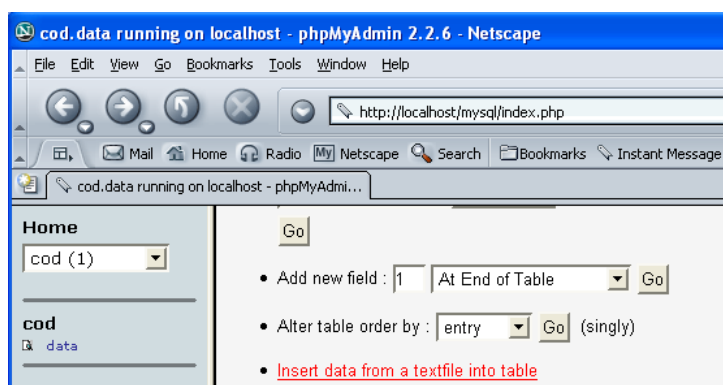 cod.data running on localhost - phpMyAdmin 2.2.6 - Netscape
File Edit View Go Bookmarks Tools Window Help
http://localhost/mysql/index.php
Mail Home Radio My Netscape Search Bookmarks Instant Message
cod.data running on localhost - phpMyAdmi...
Home
cod (1)
cod
data
Go
Add new field : 1 At End of Table Go
Alter table order by : entry Go (singly)
Insert data from a textfile into table